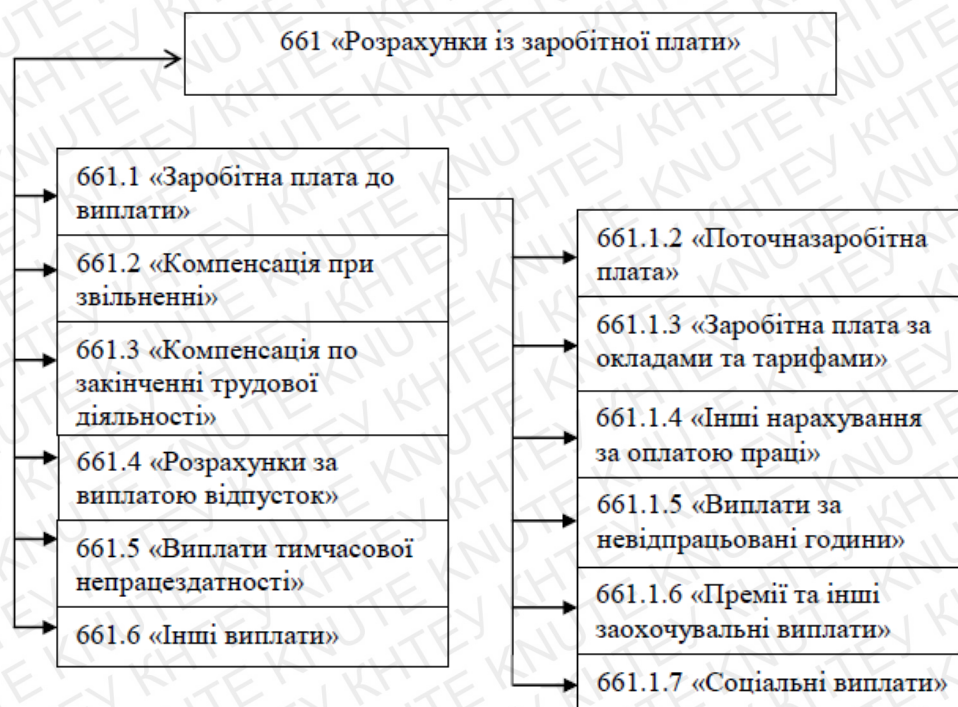 661 «Розрахунки із заробітної плати»
661.1 «Заробітна плата до
виплати»
661.2 «Компенсація при
звільненні»
661.3 «Компенсація по
закінченні трудової
діяльності»
661.4 «Розрахунки за
виплатою відпусток»
661.5 «Виплати тимчасової
непрацездатності»
661.6 «Інші виплати»
661.1.2 «Поточназаробітна
плата»
661.1.3 «Заробітна плата за
окладами та тарифами»
661.1.4 «Інші нарахування
за оплатою праці»
661.1.5 «Виплати за
невідпрацьовані години»
661.1.6 «Премії та інші
заохочувальні виплати»
661.1.7 «Соціальні виплати»